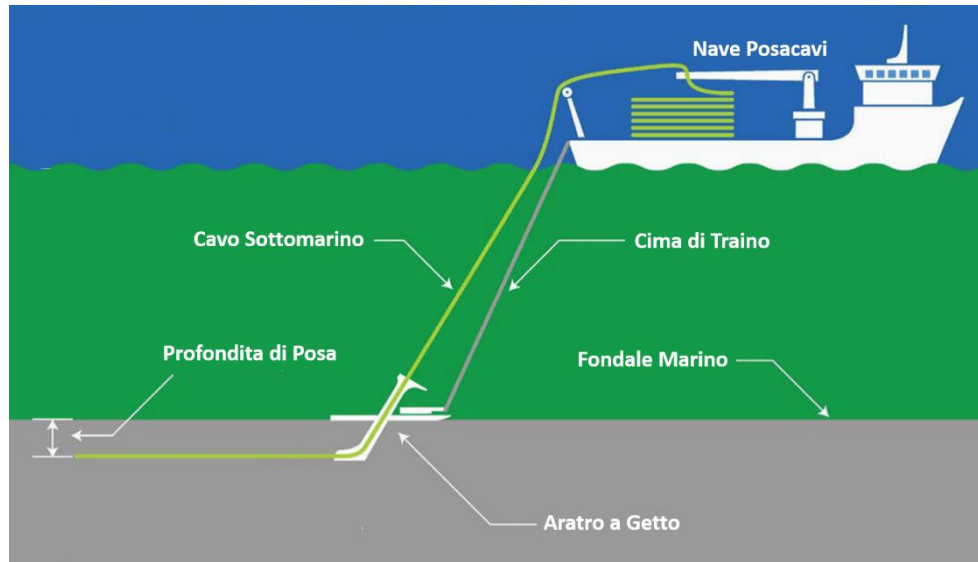 Nave Posacavi
Cavo Sottomarino
Cima di Traino
Profondita di Posa
Fondale Marino
Aratro a Getto